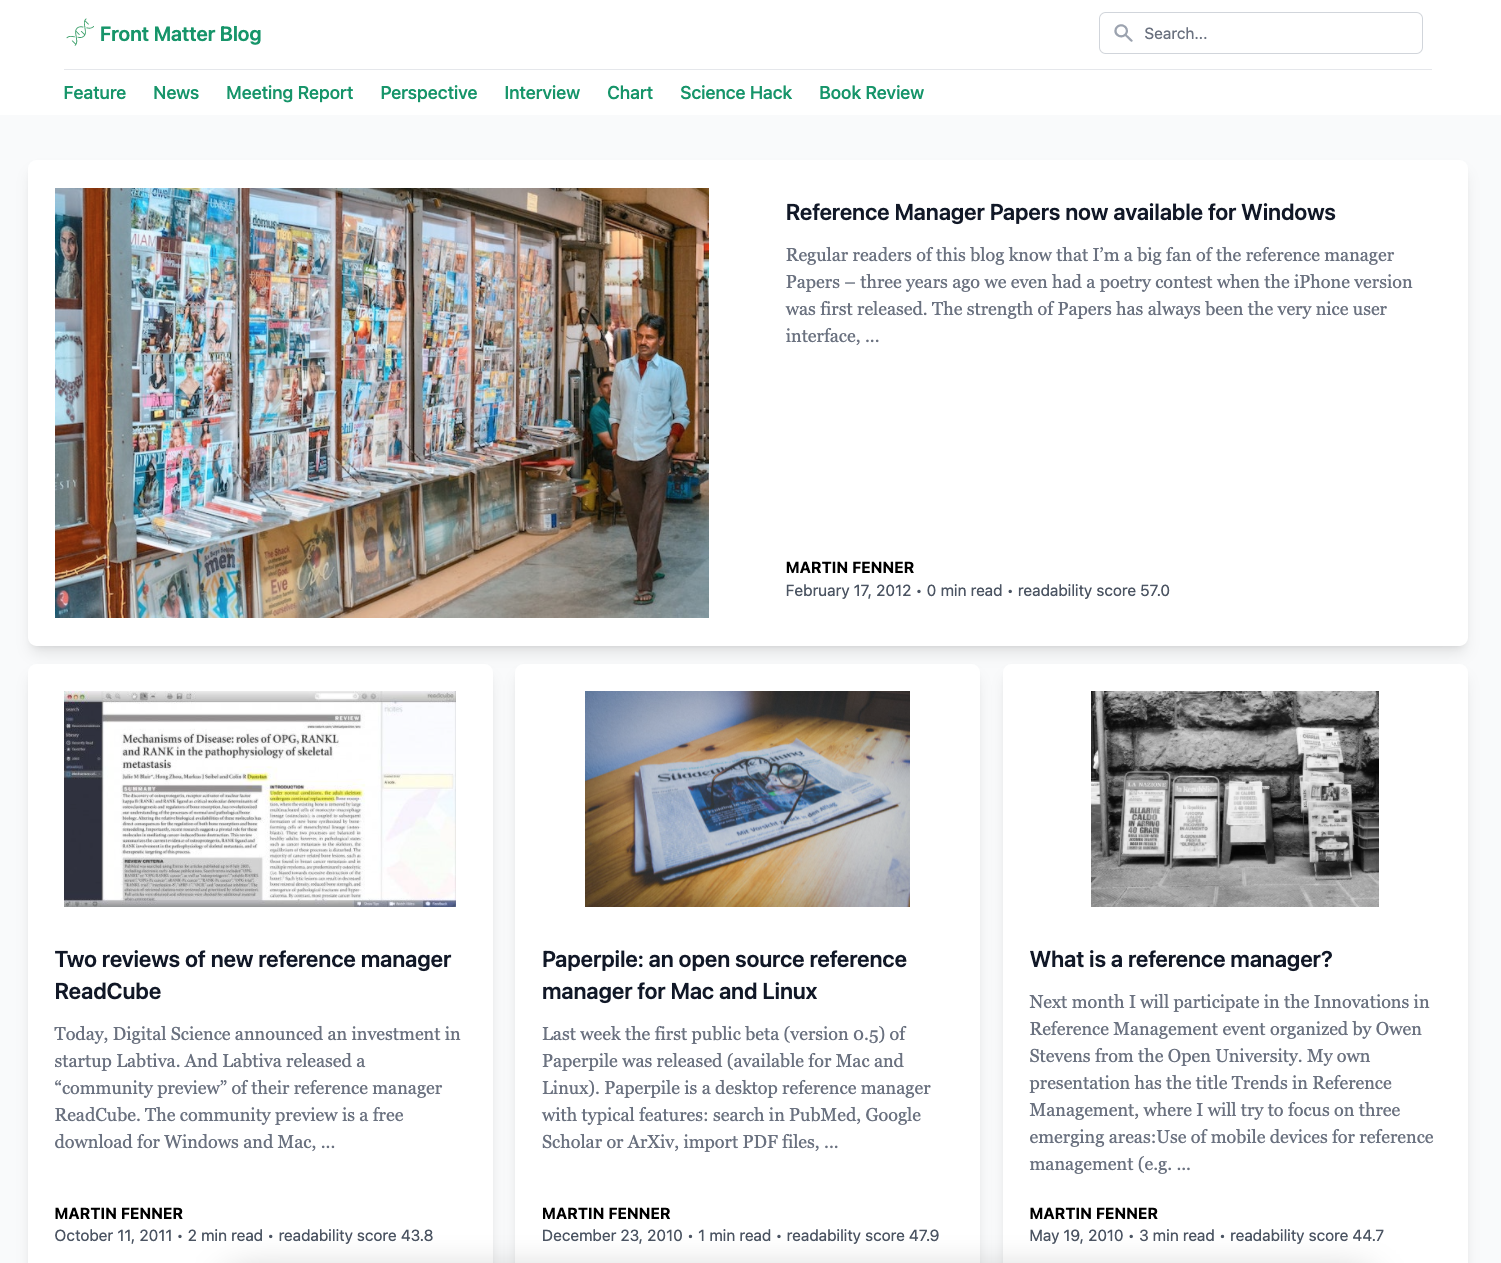 Front Matter Blog
Search...
Feature News Meeting Report Perspective Interview Chart Science Hack Book Review
Reference Manager Papers now available for Windows
Regular readers of this blog know that I’m a big fan of the reference manager
Papers – three years ago we even had a poetry contest when the iPhone version
was first released. The strength of Papers has always been the very nice user
interface, ...
MARTIN FENNER
February 17, 2012 • 0 min read • readability score 57.0
REVIEW
Mechanisms of Disease: roles of OPG, RANKL
and RANK in the pathophysiology of skeletal
metastasis
SUMMARY
INTRODUCTION
REVIEW CRITERIA
Two reviews of new reference manager
ReadCube
Today, Digital Science announced an investment in
startup Labtiva. And Labtiva released a
“community preview” of their reference manager
ReadCube. The community preview is a free
download for Windows and Mac, ...
MARTIN FENNER
October 11, 2011 • 2 min read • readability score 43.8
Paperpile: an open source reference
manager for Mac and Linux
Last week the first public beta (version 0.5) of
Paperpile was released (available for Mac and
Linux). Paperpile is a desktop reference manager
with typical features: search in PubMed, Google
Scholar or ArXiv, import PDF files, ...
MARTIN FENNER
December 23, 2010 • 1 min read • readability score 47.9
What is a reference manager?
Next month I will participate in the Innovations in
Reference Management event organized by Owen
Stevens from the Open University. My own
presentation has the title Trends in Reference
Management, where I will try to focus on three
emerging areas:Use of mobile devices for reference
management (e.g. ...
MARTIN FENNER
May 19, 2010 • 3 min read • readability score 44.7